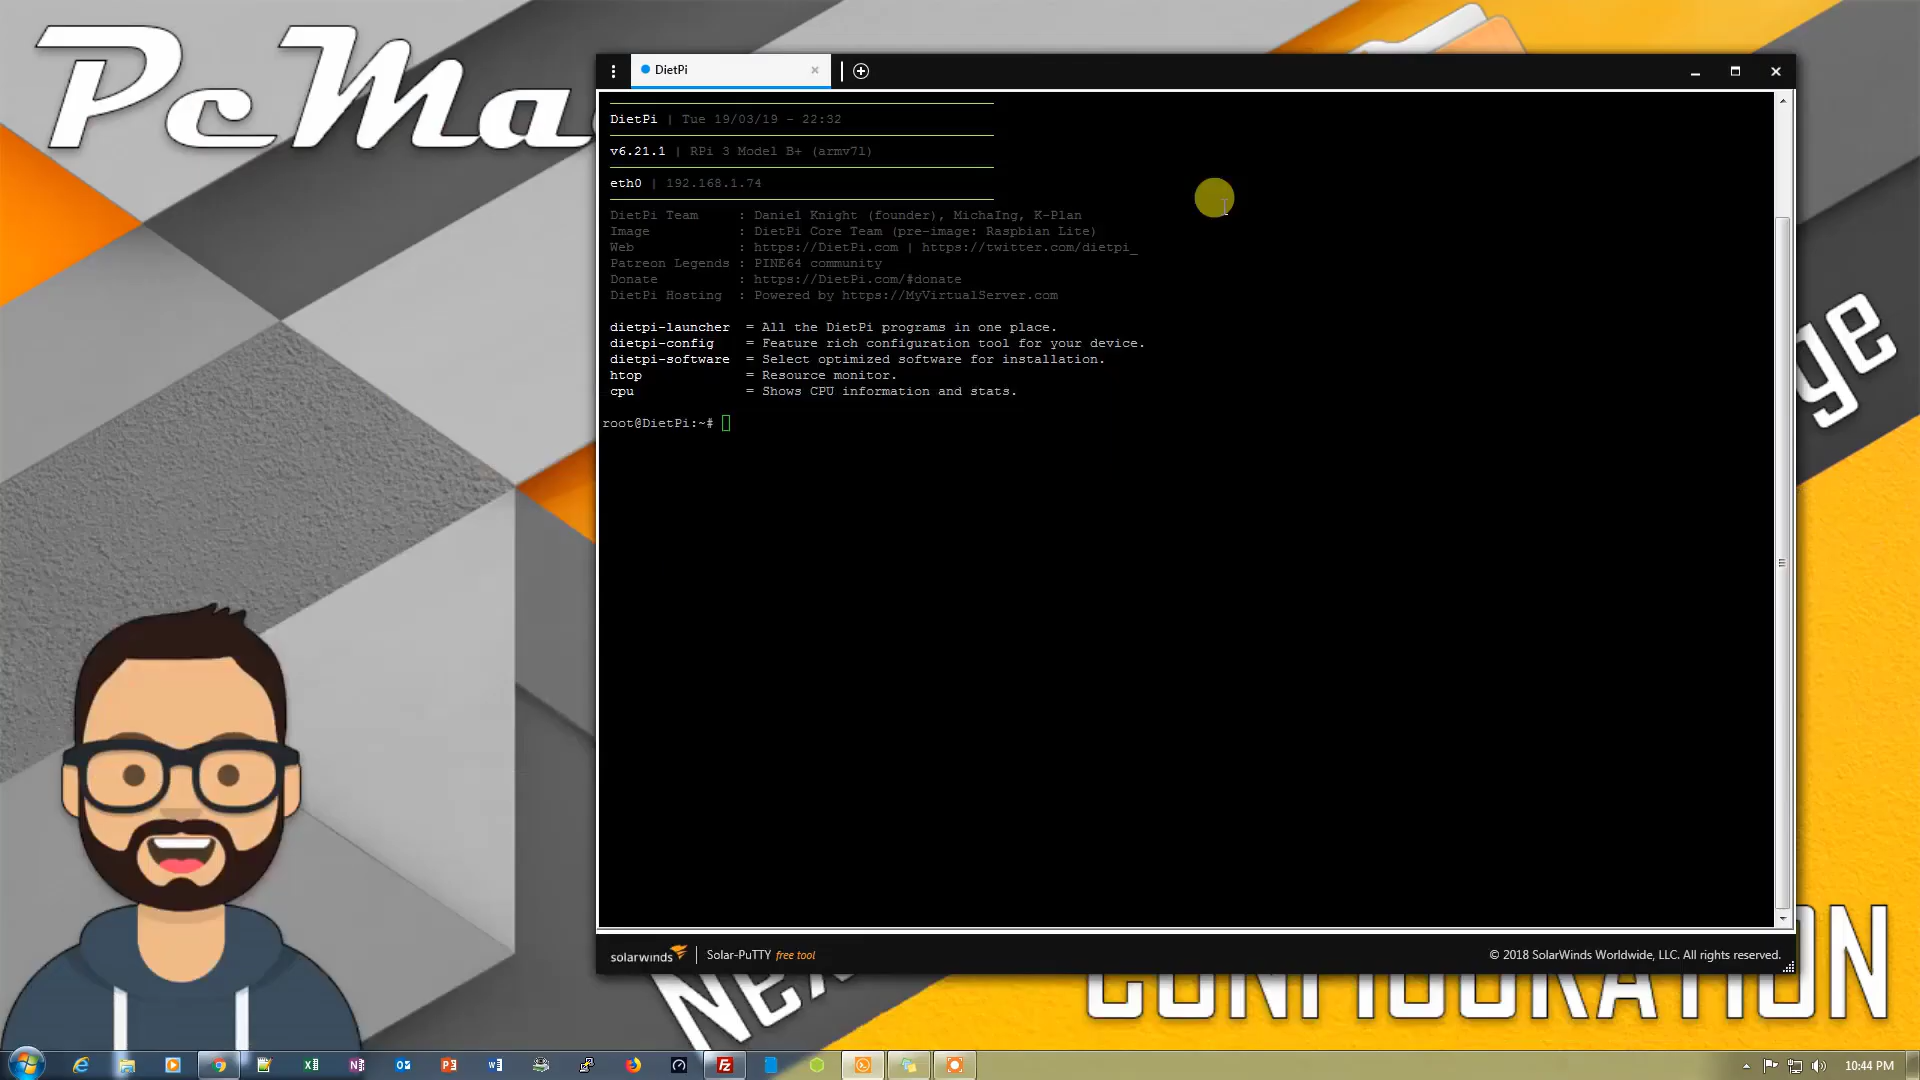 PcMa
DietPi
DietPi | Tue 19/03/19 - 22:32
v6.21.1 | RPi 3 Model B+ (armv7l)
eth0 | 192.168.1.74
DietPi Team : Daniel Knight (founder), MichaIng, K-Plan
Image : DietPi Core Team (pre-image: Raspbian Lite)
Web : https://DietPi.com | https://twitter.com/dietpi_
Patreon Legends : PINE64 community
Donate : https://DietPi.com/#donate
DietPi Hosting : Powered by https://MyVirtualServer.com
dietpi-launcher = All the DietPi programs in one place.
dietpi-config = Feature rich configuration tool for your device.
dietpi-software = Select optimized software for installation.
htop = Resource monitor.
cpu = Shows CPU information and stats.
root@DietPi:~#
ge
solarwinds | Solar-PuTTY free tool
© 2018 SolarWinds Worldwide, LLC. All rights reserved.
Nex
CONFIGURATION
10:44 PM